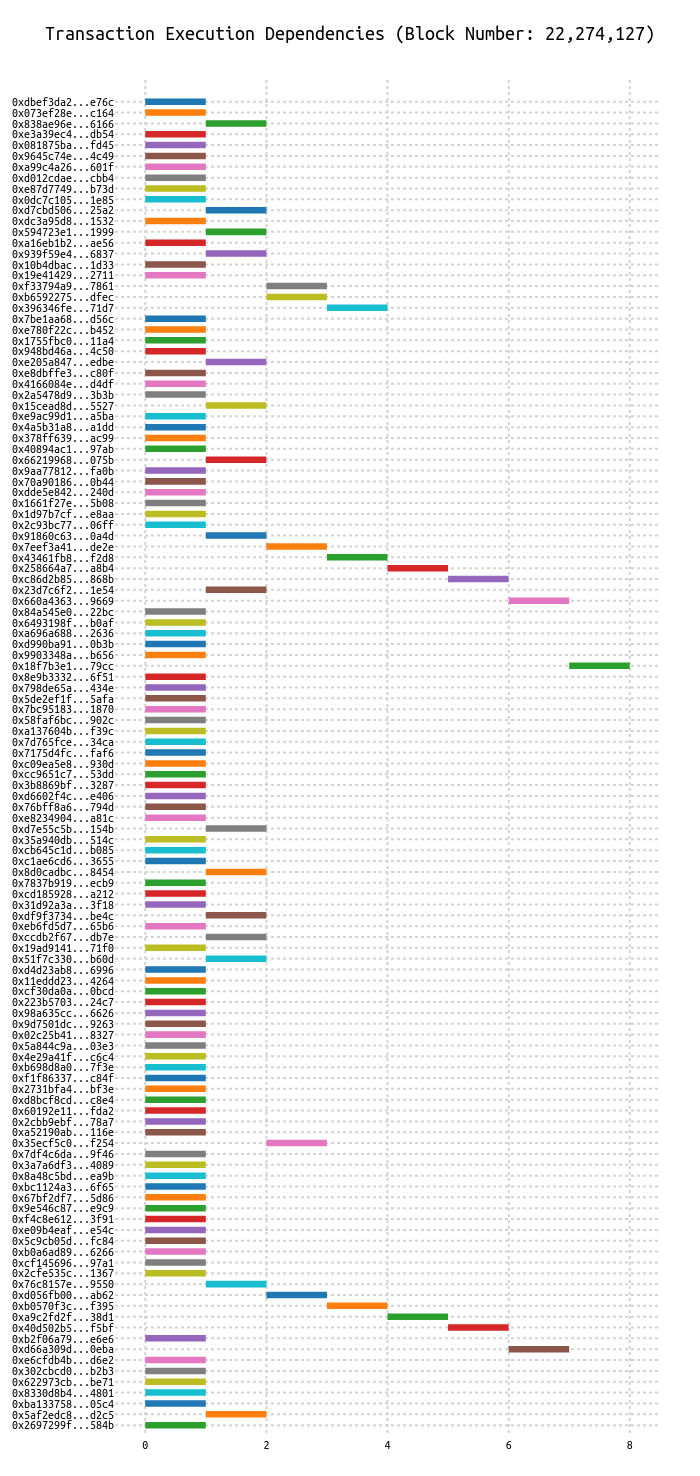 Transaction Execution Dependencies (Block Number: 22,274,127)
0xdbef3da2...e76c
0x073ef28e...c164
0x838ae96e...6166
0xe3a39ec4...db54
0x081875ba...fd45
0x9645c74e...4c49
0xa99c4a26...601f
0xd012cdae...cbb4
0xe87d7749...b73d
0x0dc7c105...1e85
0xd7cbd506...25a2
0xdc3a95d8...1532
0x594723e1...1999
0xa16eb1b2...ae56
0x939f59e4...6837
0x10b4dbac...1d33
0x19e41429...2711
0xf33794a9...7861
0xb6592275...dfec
0x396346fe...71d7
0x7be1aa68...d56c
0xe780f22c...b452
0x1755fbc0...11a4
0x948bd46a...4c50
0xe205a847...edbe
0xe8dbffe3...c80f
0x4166084e...d4df
0x2a5478d9...3b3b
0x15cead8d...5527
0xe9ac99d1...a5ba
0x4a5b31a8...a1dd
0x378ff639...ac99
0x40894ac1...97ab
0x66219968...075b
0x9aa77812...fa0b
0x70a90186...0b44
0xdde5e842...240d
0x1661f27e...5b08
0x1d97b7cf...e8aa
0x2c93bc77...06ff
0x91860c63...0a4d
0x7eef3a41...de2e
0x43461fb8...f2d8
0x258664a7...a8b4
0xc86d2b85...868b
0x23d7c6f2...1e54
0x660a4363...9669
0x84a545e0...22bc
0x6493198f...b0af
0xa696a688...2636
0xd990ba91...0b3b
0x9903348a...b656
0x18f7b3e1...79cc
0x8e9b3332...6f51
0x798de65a...434e
0x5de2ef1f...5afa
0x7bc95183...1870
0x58faf6bc...902c
0xa137604b...f39c
0x7d765fce...34ca
0x7175d4fc...faf6
0xc09ea5e8...930d
0xcc9651c7...53dd
0x3b8869bf...3287
0xd6602f4c...e406
0x76bff8a6...794d
0xe8234904...a81c
0xd7e55c5b...154b
0x35a940db...514c
0xcb645c1d...b085
0xc1ae6cd6...3655
0x8d0cadbc...8454
0x7837b919...ecb9
0xcd185928...a212
0x31d92a3a...3f18
0xdf9f3734...be4c
0xeb6fd5d7...65b6
0xccdb2f67...db7e
0x19ad9141...71f0
0x51f7c330...b60d
0xd4d23ab8...6996
0x11eddd23...4264
0xcf30da0a...0bcd
0x223b5703...24c7
0x98a635cc...6626
0x9d7501dc...9263
0x02c25b41...8327
0x5a844c9a...03e3
0x4e29a41f...c6c4
0xb698d8a0...7f3e
0xf1f86337...c84f
0x2731bfa4...bf3e
0xd8bcf8cd...c8e4
0x60192e11...fda2
0x2cbb9ebf...78a7
0xa52190ab...116e
0x35ecf5c0...f254
0x7df4c6da...9f46
0x3a7a6df3...4089
0x8a48c5bd...ea9b
0xbc1124a3...6f65
0x67bf2df7...5d86
0x9e546c87...e9c9
0xf4c8e612...3f91
0xe09b4eaf...e54c
0x5c9cb05d...fc84
0xb0a6ad89...6266
0xcf145696...97a1
0x2cfe535c...1367
0x76c8157e...9550
0xd056fb00...ab62
0xb0570f3c...f395
0xa9c2fd2f...38d1
0x40d502b5...f5bf
0xb2f06a79...e6e6
0xd66a309d...0eba
0xe6cfdb4b...d6e2
0x302cbcd0...b2b3
0x622973cb...be71
0x8330d8b4...4801
0xba133758...05c4
0x5af2edc8...d2c5
0x2697299f...584b
0 2 4 6 8